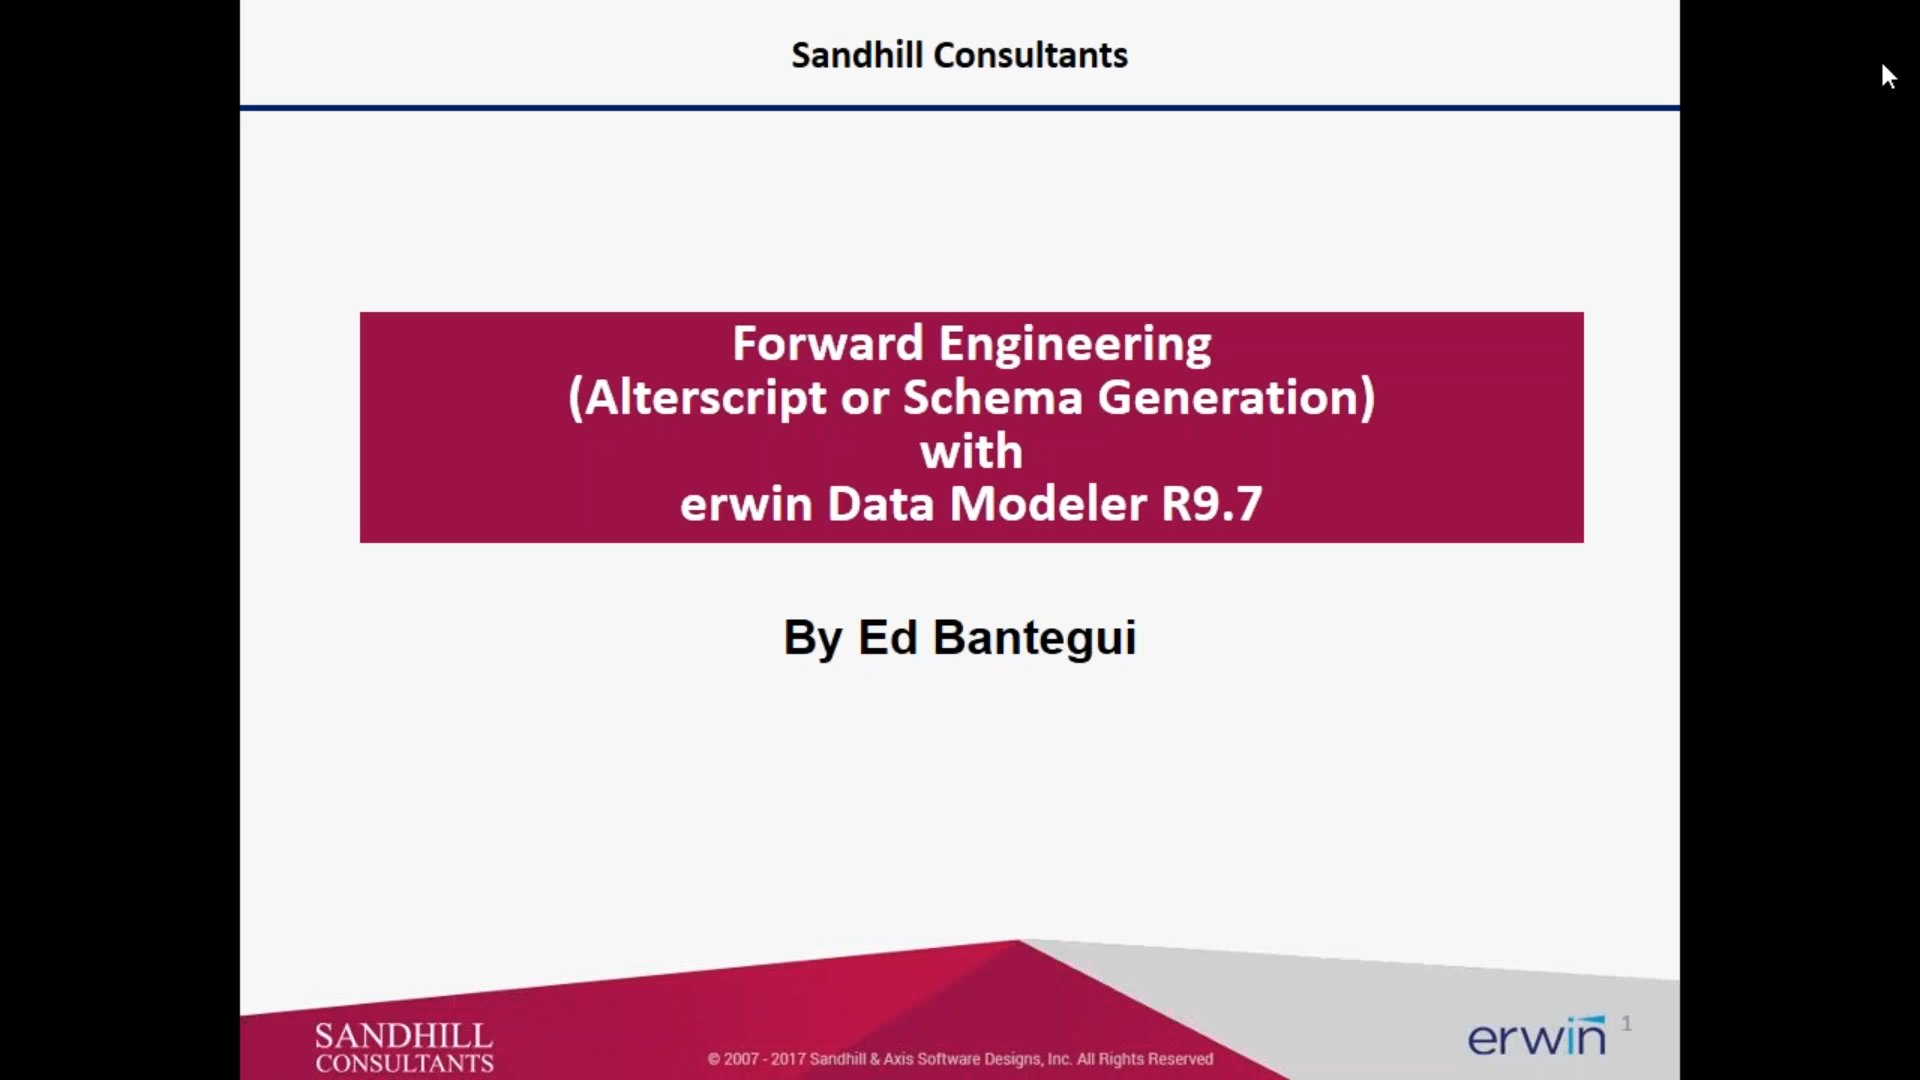 Sandhill Consultants
Forward Engineering
(Alterscript or Schema Generation)
with
erwin Data Modeler R9.7
By Ed Bantegui
SANDHILL
CONSULTANTS
© 2007 - 2017 Sandhill & Axis Software Designs, Inc. All Rights Reserved
erwin
1